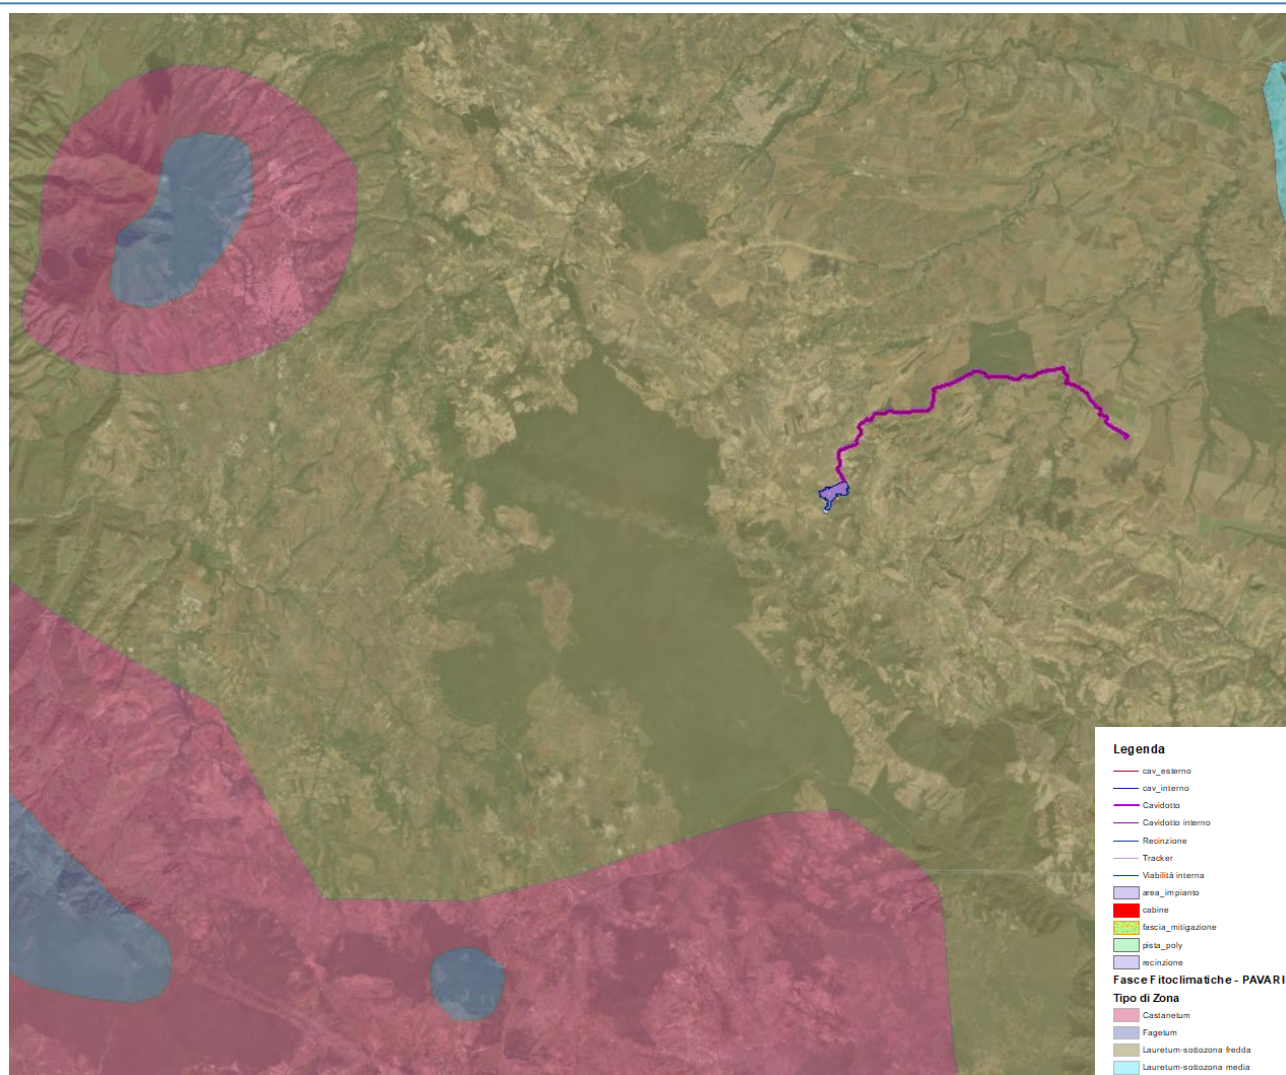 Legenda
cav_esterno
cav_interno
Cavidotto
Cavidotto interno
Recinzione
Tracker
Viabilità interna
area_impianto
cabine
fascia_mitigazione
pista_poly
recinzione
Fasce Fitoclimatiche - PAVARI
Tipo di Zona
Castanetum
Fagetum
Lauretum-sottozona fredda
Lauretum-sottozona media